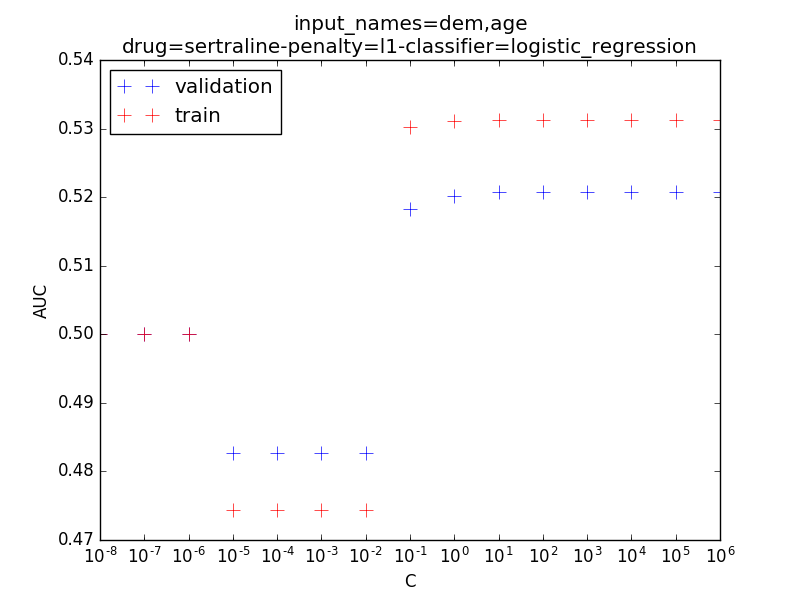 input_names=dem,age
drug=sertraline-penalty=l1-classifier=logistic_regression
validation
train
0.54
0.53
0.52
0.51
0.50
0.49
0.48
0.47
AUC
10⁻⁸ 10⁻⁷ 10⁻⁶ 10⁻⁵ 10⁻⁴ 10⁻³ 10⁻² 10⁻¹ 10⁰ 10¹ 10² 10³ 10⁴ 10⁵ 10⁶
C